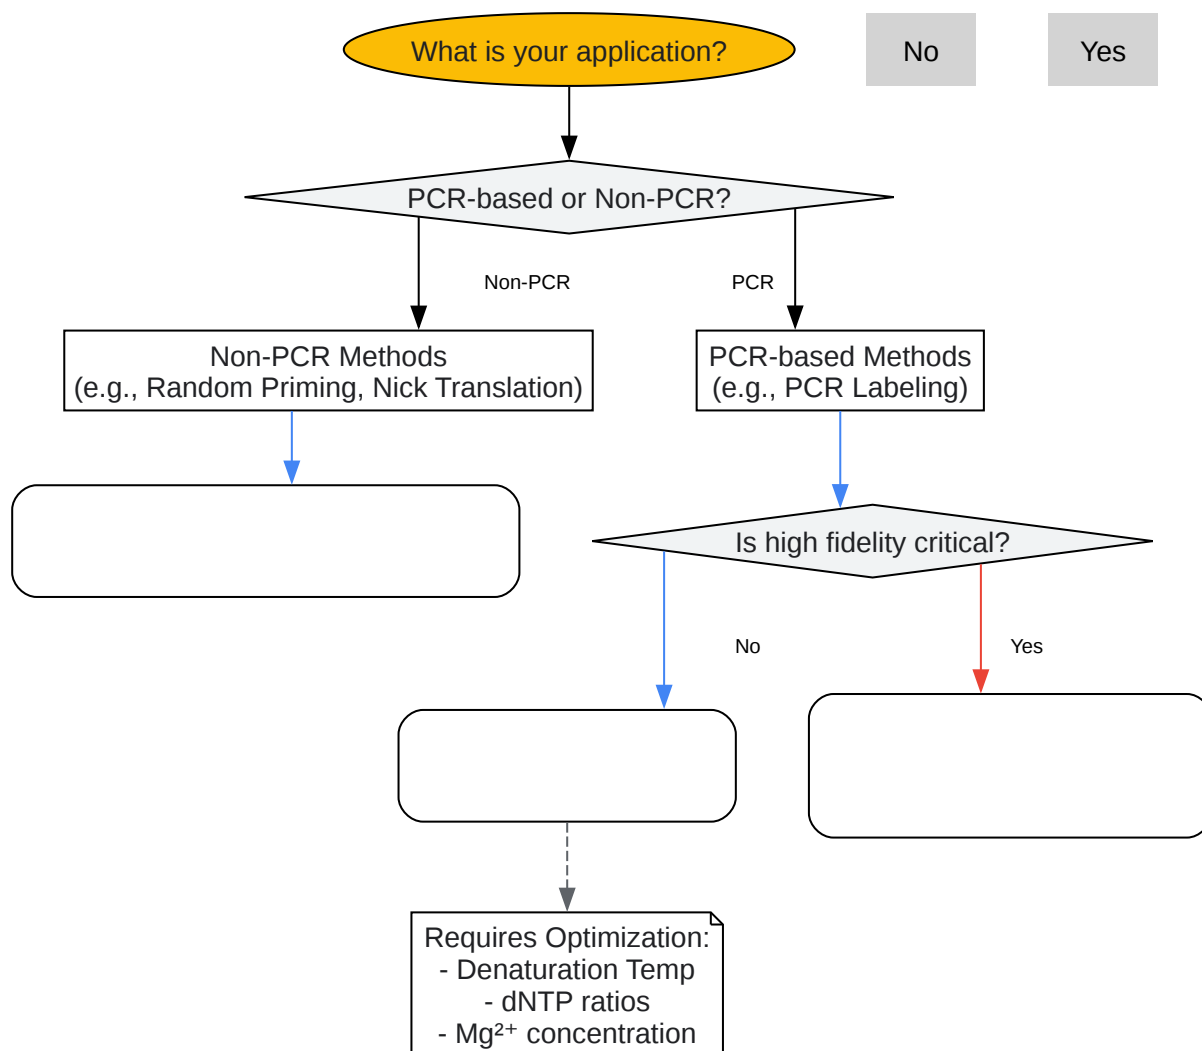 What is your application?
No
Yes
PCR-based or Non-PCR?
Non-PCR
PCR
Non-PCR Methods
(e.g., Random Priming, Nick Translation)
PCR-based Methods
(e.g., PCR Labeling)
Is high fidelity critical?
No
Yes
Requires Optimization:
- Denaturation Temp
- dNTP ratios
- Mg²⁺ concentration